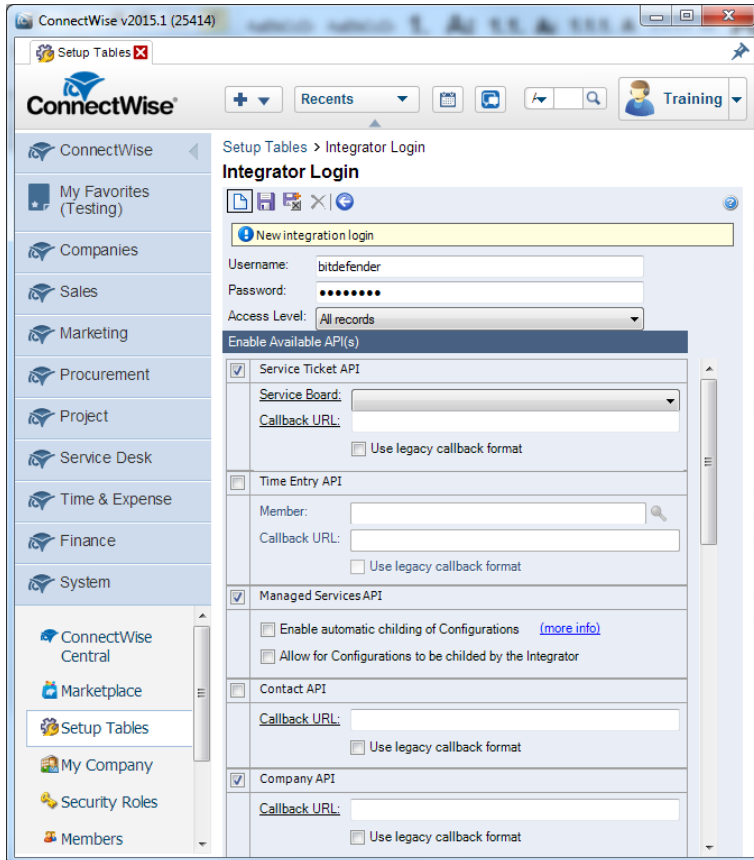 ConnectWise v2015.1 (25414)
Setup Tables
ConnectWise
Recents
Training
ConnectWise
My Favorites
(Testing)
Companies
Sales
Marketing
Procurement
Project
Service Desk
Time & Expense
Finance
System
ConnectWise
Central
Marketplace
Setup Tables
My Company
Security Roles
Members
Setup Tables > Integrator Login
Integrator Login
New integration login
Username: bitdefender
Password: ••••••••
Access Level: All records
Enable Available API(s)
Service Ticket API
Service Board:
Callback URL:
Use legacy callback format
Time Entry API
Member:
Callback URL:
Use legacy callback format
Managed Services API
Enable automatic childing of Configurations (more info)
Allow for Configurations to be childed by the Integrator
Contact API
Callback URL:
Use legacy callback format
Company API
Callback URL:
Use legacy callback format